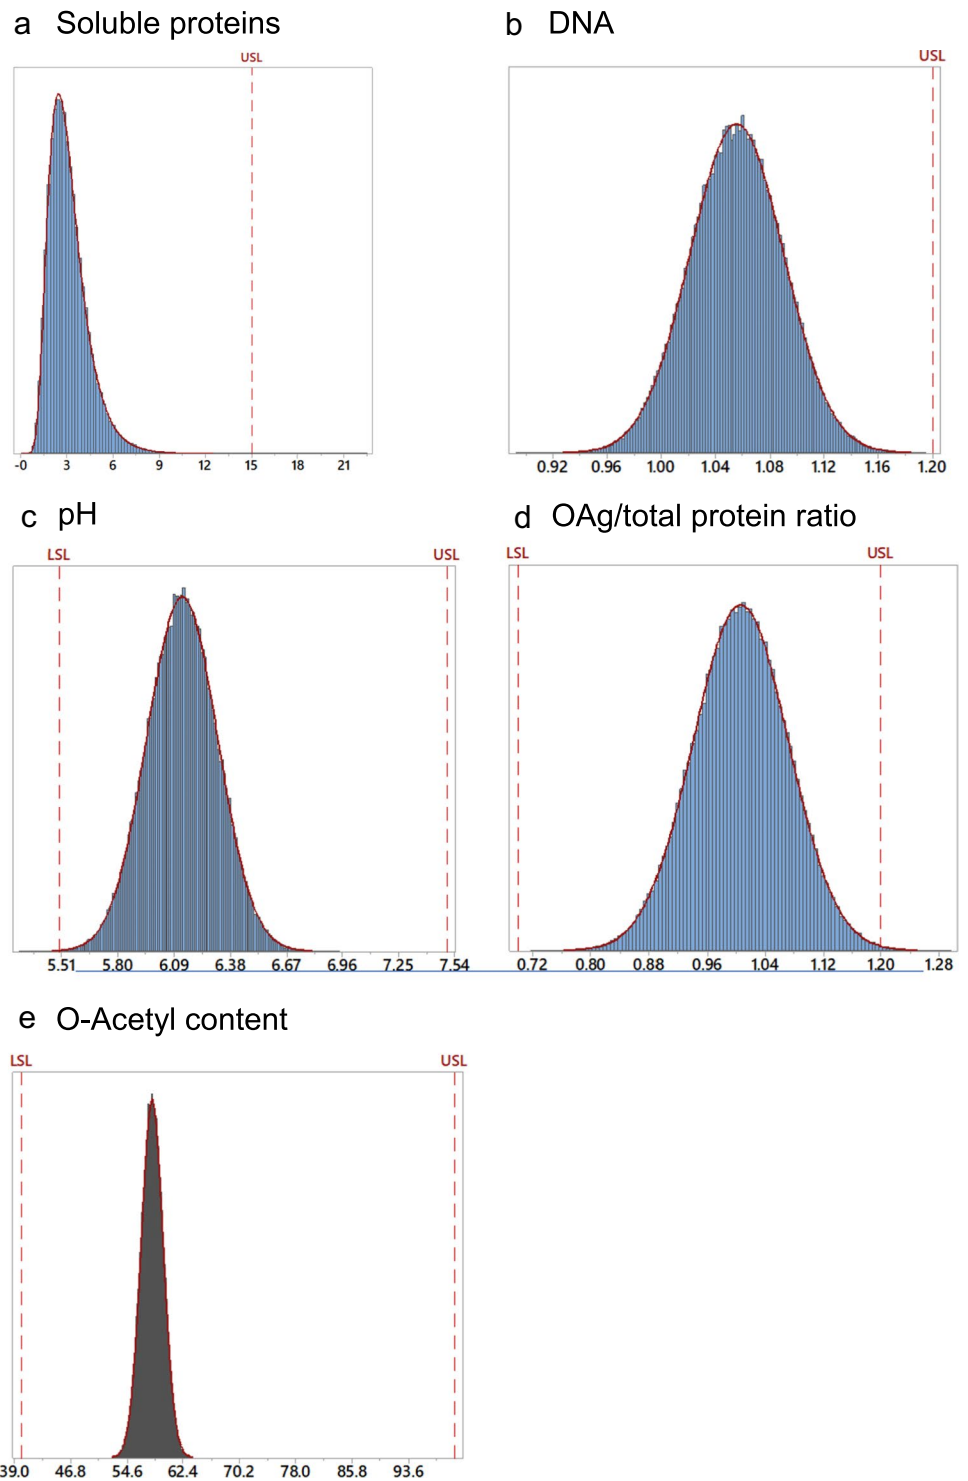 a Soluble proteins
USL
-0 3 6 9 12 15 18 21
b DNA
USL
0.92 0.96 1.00 1.04 1.08 1.12 1.16 1.20
c pH
LSL USL
5.51 5.80 6.09 6.38 6.67 6.96 7.25 7.54
d OAg/total protein ratio
LSL USL
0.72 0.80 0.88 0.96 1.04 1.12 1.20 1.28
e O-Acetyl content
LSL USL
39.0 46.8 54.6 62.4 70.2 78.0 85.8 93.6